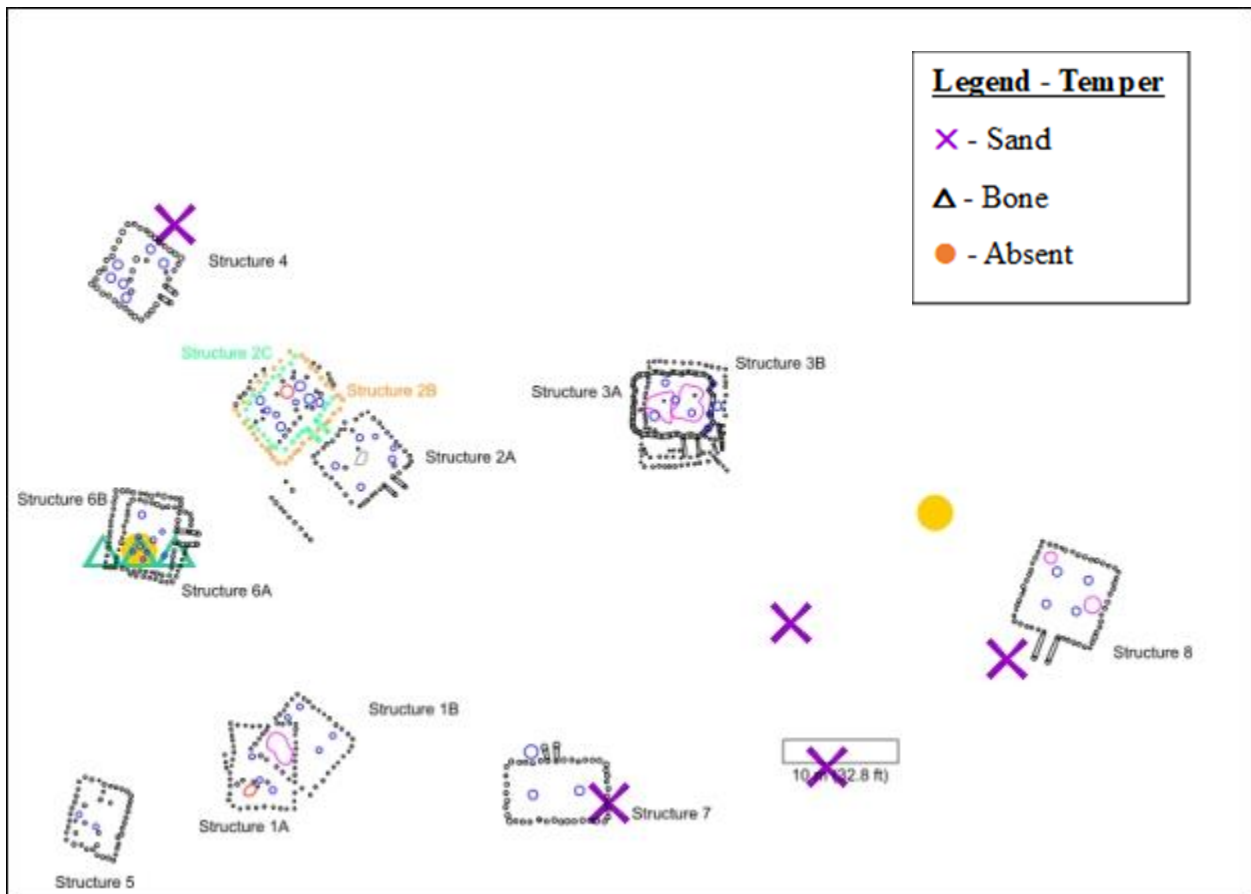 Legend - Temper
- Sand
- Bone
- Absent
Structure 4
Structure 2C
Structure 2B
Structure 3B
Structure 3A
Structure 2A
Structure 6B
Structure 6A
Structure 8
Structure 1B
10 m (32.8 ft)
Structure 7
Structure 1A
Structure 5